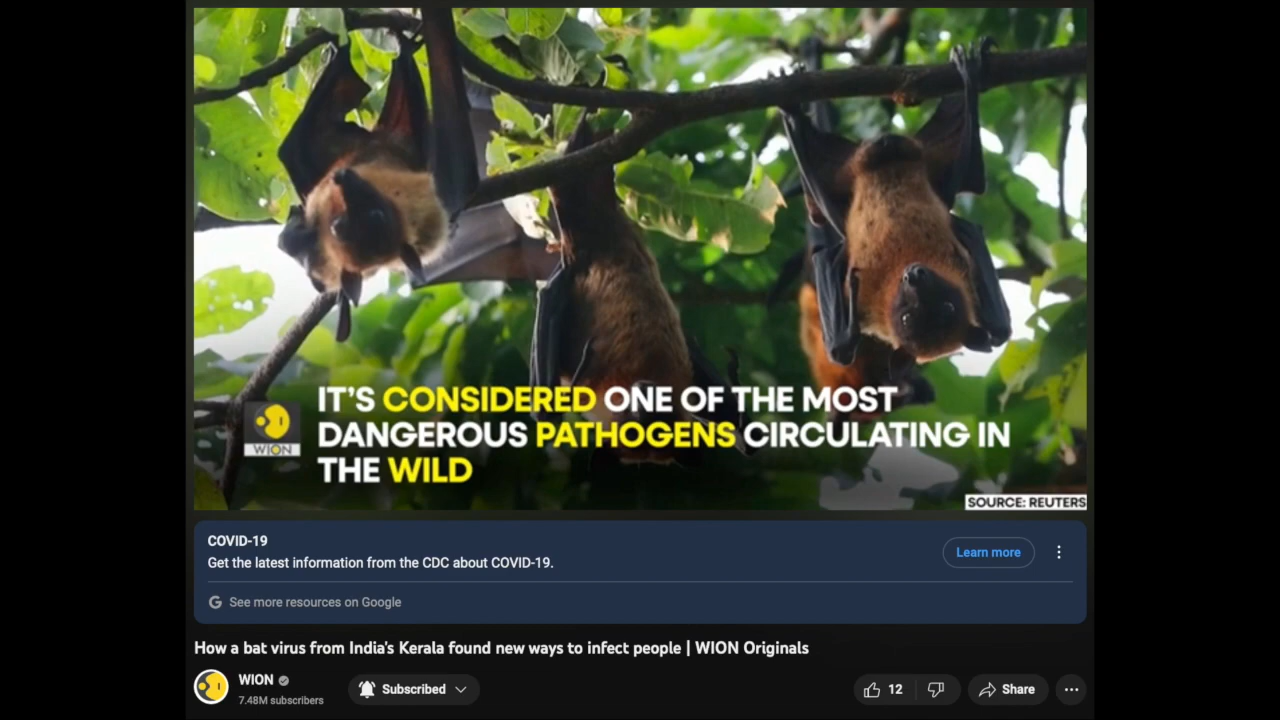 IT'S CONSIDERED ONE OF THE MOST
DANGEROUS PATHOGENS CIRCULATING IN
THE WILD
WION
SOURCE: REUTERS
COVID-19
Get the latest information from the CDC about COVID-19.
Learn more
See more resources on Google
How a bat virus from India's Kerala found new ways to infect people | WION Originals
WION
7.48M subscribers
Subscribed
12
Share